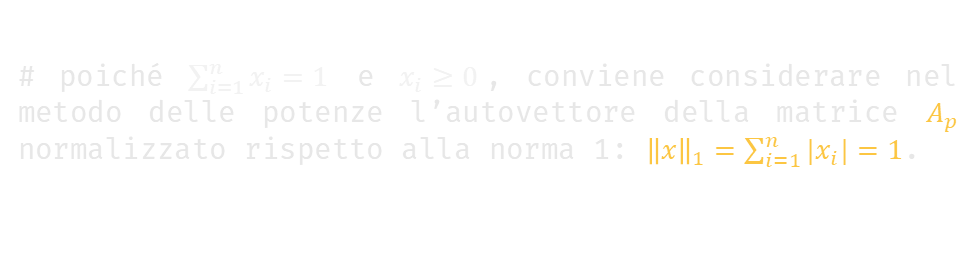 # poiché ∑ⁿᵢ₌₁ xᵢ = 1 e xᵢ ≥ 0 , conviene considerare nel
metodo delle potenze l’autovettore della matrice Aₚ
normalizzato rispetto alla norma 1: ‖x‖₁ = ∑ⁿᵢ₌₁ |xᵢ| = 1.